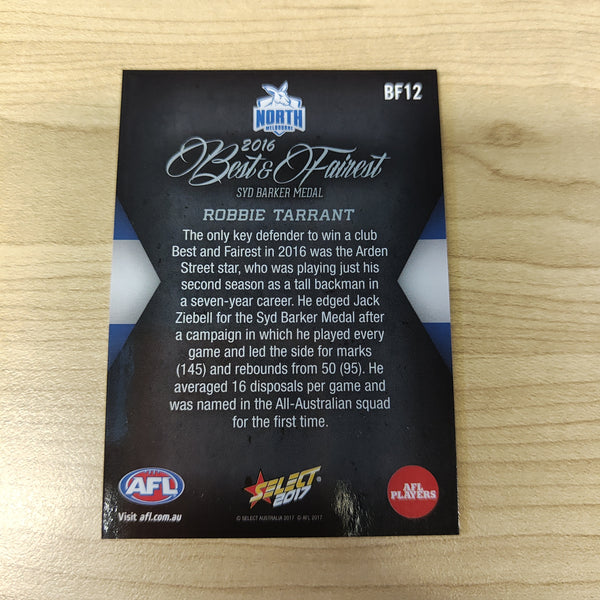 BF12
NORTH
MELBOURNE
2016
Best & Fairest
SYD BARKER MEDAL
ROBBIE TARRANT
The only key defender to win a club
Best and Fairest in 2016 was the Arden
Street star, who was playing just his
second season as a tall backman in
a seven-year career. He edged Jack
Ziebell for the Syd Barker Medal after
a campaign in which he played every
game and led the side for marks
(145) and rebounds from 50 (95). He
averaged 16 disposals per game and
was named in the All-Australian squad
for the first time.
AFL
Visit afl.com.au
SELECT
2017
© SELECT AUSTRALIA 2017 © AFL 2017
AFL
PLAYERS